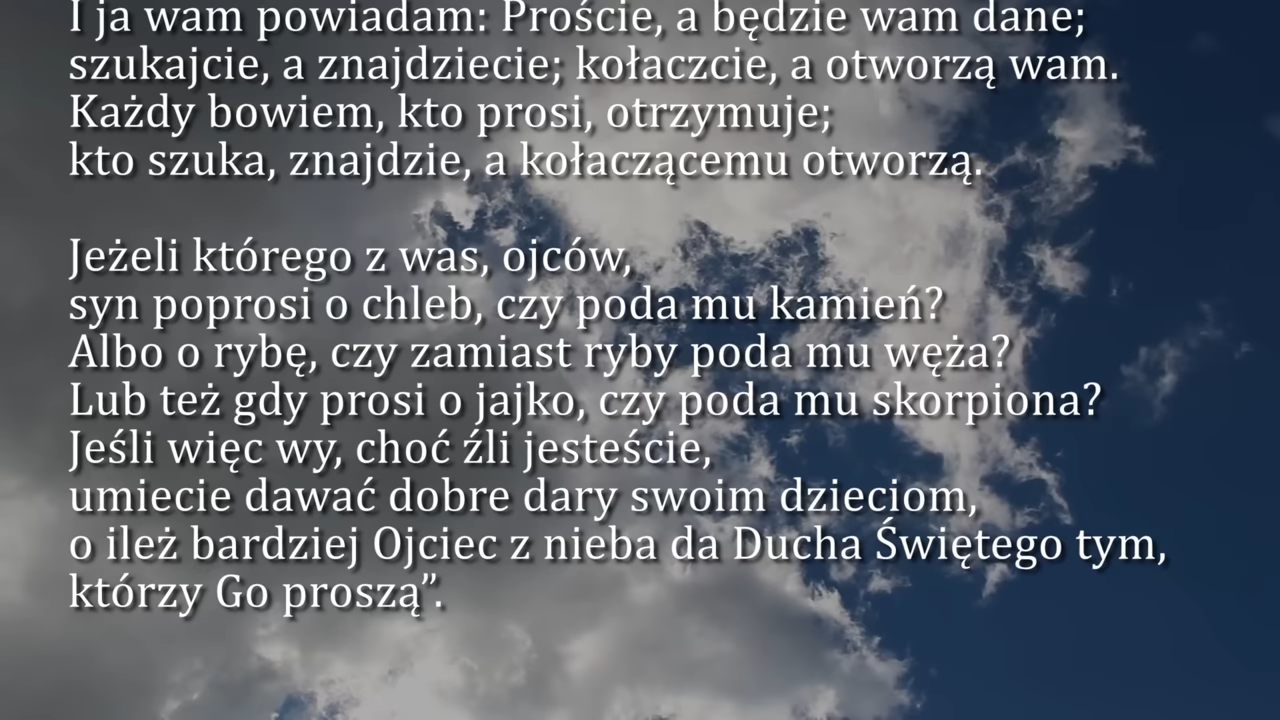 I ja wam powiadam: Proście, a będzie wam dane;
szukajcie, a znajdziecie; kołaczcie, a otworzą wam.
Każdy bowiem, kto prosi, otrzymuje;
kto szuka, znajdzie, a kołaczącemu otworzą.
Jeżeli którego z was, ojców,
syn poprosi o chleb, czy poda mu kamień?
Albo o rybę, czy zamiast ryby poda mu węża?
Lub też gdy prosi o jajko, czy poda mu skorpiona?
Jeśli więc wy, choć źli jesteście,
umiecie dawać dobre dary swoim dzieciom,
o ileż bardziej Ojciec z nieba da Ducha Świętego tym,
którzy Go proszą”.